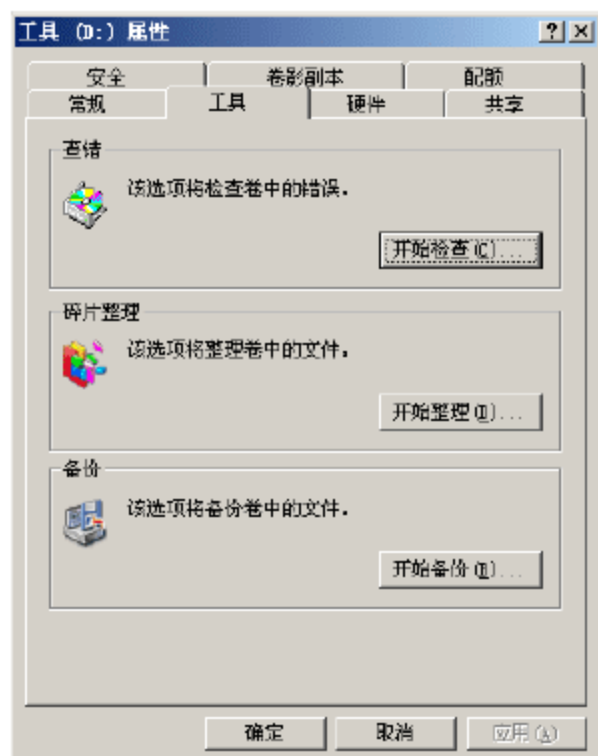 工具 (D:) 属性
安全 卷影副本 配额
常规 工具 硬件 共享
查错
该选项将检查卷中的错误。
开始检查(C)...
碎片整理
该选项将整理卷中的文件。
开始整理(D)...
备份
该选项将备份卷中的文件。
开始备份(B)...
确定 取消 应用(A)